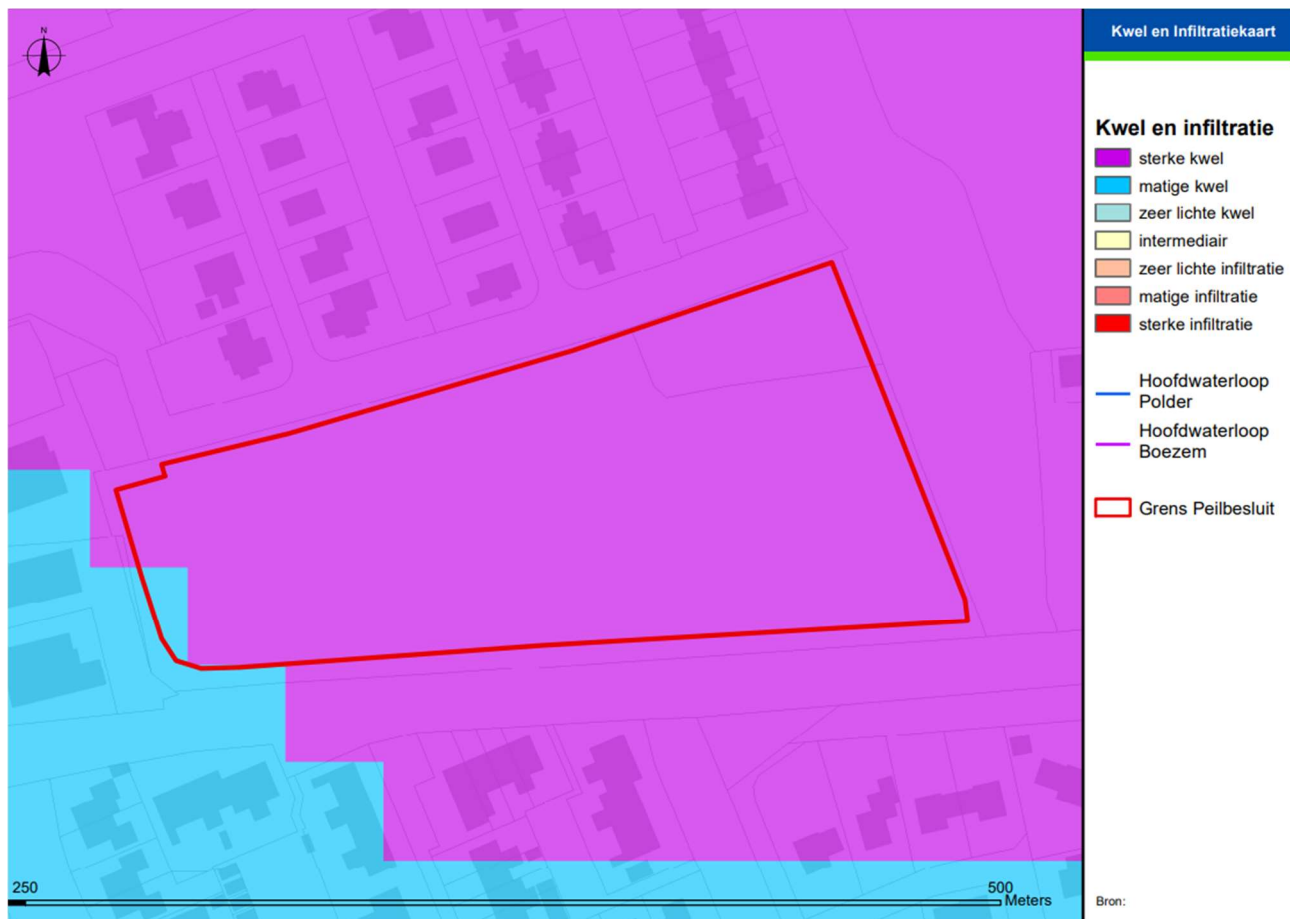 N
Kwel en Infiltratiekaart
Kwel en infiltratie
sterke kwel
matige kwel
zeer lichte kwel
intermediair
zeer lichte infiltratie
matige infiltratie
sterke infiltratie
Hoofdwaterloop
Polder
Hoofdwaterloop
Boezem
Grens Peilbesluit
250
500
Meters
Bron: